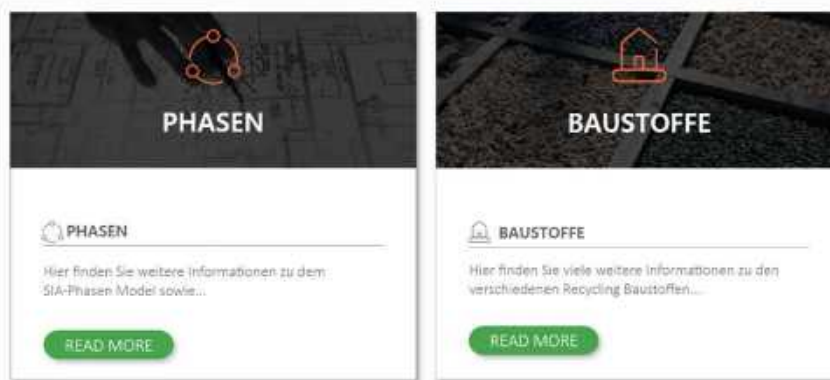 PHASEN
PHASEN
Hier finden Sie weitere Informationen zu dem
SIA-Phasen Model sowie...
READ MORE
BAUSTOFFE
BAUSTOFFE
Hier finden Sie viele weitere Informationen zu den
verschiedenen Recycling Baustoffen....
READ MORE